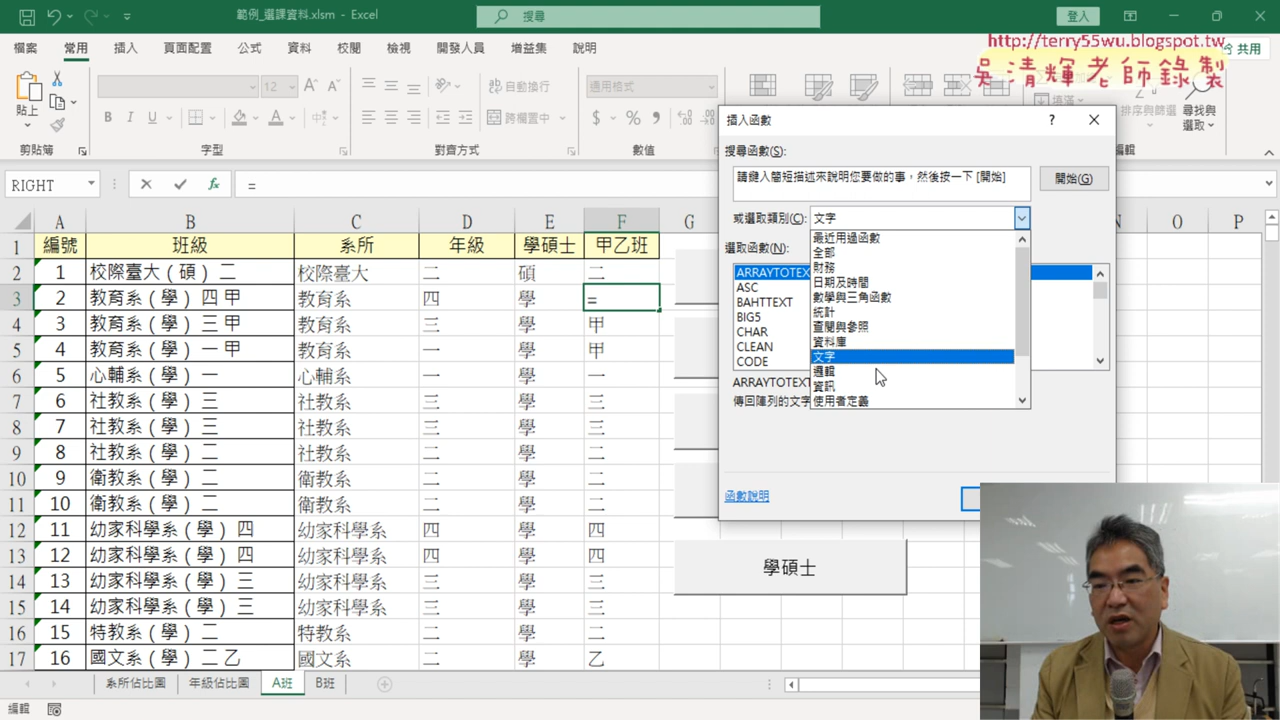 範例_選課資料.xlsm - Excel
搜尋
登入
檔案 常用 插入 頁面配置 公式 資料 校閱 檢視 開發人員 增益集 說明
http://terry55wu.blogspot.tw
共用
吳清輝老師錄製
貼上
12
自動換行
通用格式
跨欄置中
填滿
排序與篩選
尋找與
選取
剪貼簿 字型 對齊方式 數值 編輯
RIGHT
=
A B C D E F G N O P
1 編號 班級 系所 年級 學碩士 甲乙班
2 1 校際臺大（碩）二 校際臺大 二 碩 二
3 2 教育系（學）四甲 教育系 四 學 =
4 3 教育系（學）三甲 教育系 三 學 甲
5 4 教育系（學）一甲 教育系 一 學 甲
6 5 心輔系（學）一 心輔系 一 學 一
7 6 社教系（學）三 社教系 三 學 三
8 7 社教系（學）三 社教系 三 學 三
9 8 社教系（學）二 社教系 二 學 二
10 9 衛教系（學）二 衛教系 二 學 二
11 10 衛教系（學）二 衛教系 二 學 二
12 11 幼家科學系（學）四 幼家科學系 四 學 四
13 12 幼家科學系（學）四 幼家科學系 四 學 四
14 13 幼家科學系（學）三 幼家科學系 三 學 三
15 14 幼家科學系（學）三 幼家科學系 三 學 三
16 15 特教系（學）二 特教系 二 學 二
17 16 國文系（學）二乙 國文系 二 學 乙
插入函數
? ×
搜尋函數(S):
請鍵入簡短描述來說明您要做的事，然後按一下 [開始]
開始(G)
或選取類別(C): 文字
最近用過函數
全部
財務
日期及時間
數學與三角函數
統計
查閱與參照
資料庫
文字
邏輯
資訊
使用者定義
選取函數(N):
ARRAYTOTEX
ASC
BAHTTEXT
BIG5
CHAR
CLEAN
CODE
ARRAYTOTEXT
傳回陣列的文字
函數說明
學碩士
系所佔比圖 年級佔比圖 A班 B班
編輯